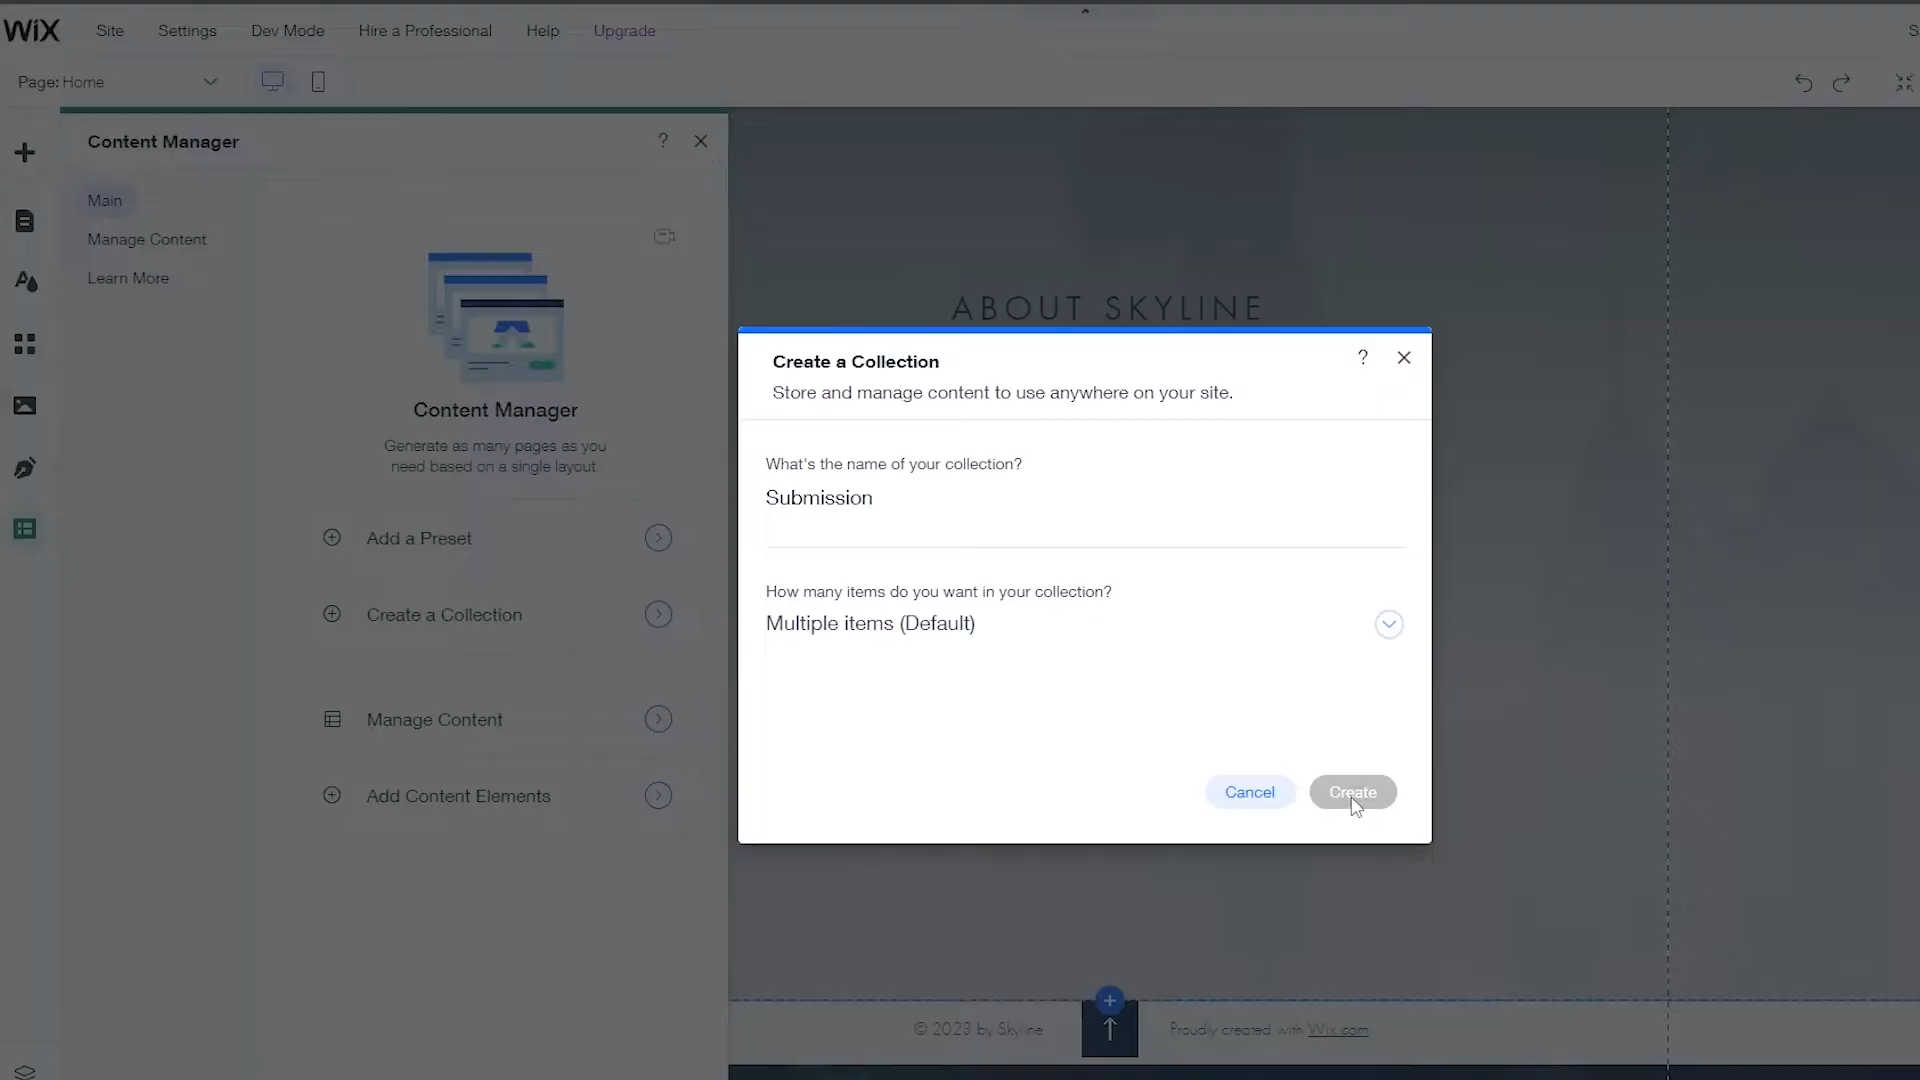 WiX
Site
Settings
Dev Mode
Hire a Professional
Help
Upgrade
S
Page: Home
Content Manager
?
Main
Manage Content
Learn More
Content Manager
Generate as many pages as you
need based on a single layout.
Add a Preset
Create a Collection
Manage Content
Add Content Elements
ABOUT SKYLINE
Create a Collection
?
Store and manage content to use anywhere on your site.
What's the name of your collection?
Submission
How many items do you want in your collection?
Multiple items (Default)
Cancel
Create
© 2023 by Skyline
Proudly created with Wix.com